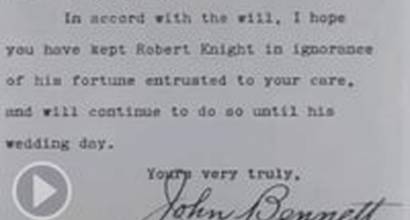 In accord with the will, I hope
you have kept Robert Knight in ignorance
of his fortune entrusted to your care,
and will continue to do so until his
wedding day.
Yours very truly,
John Bennett